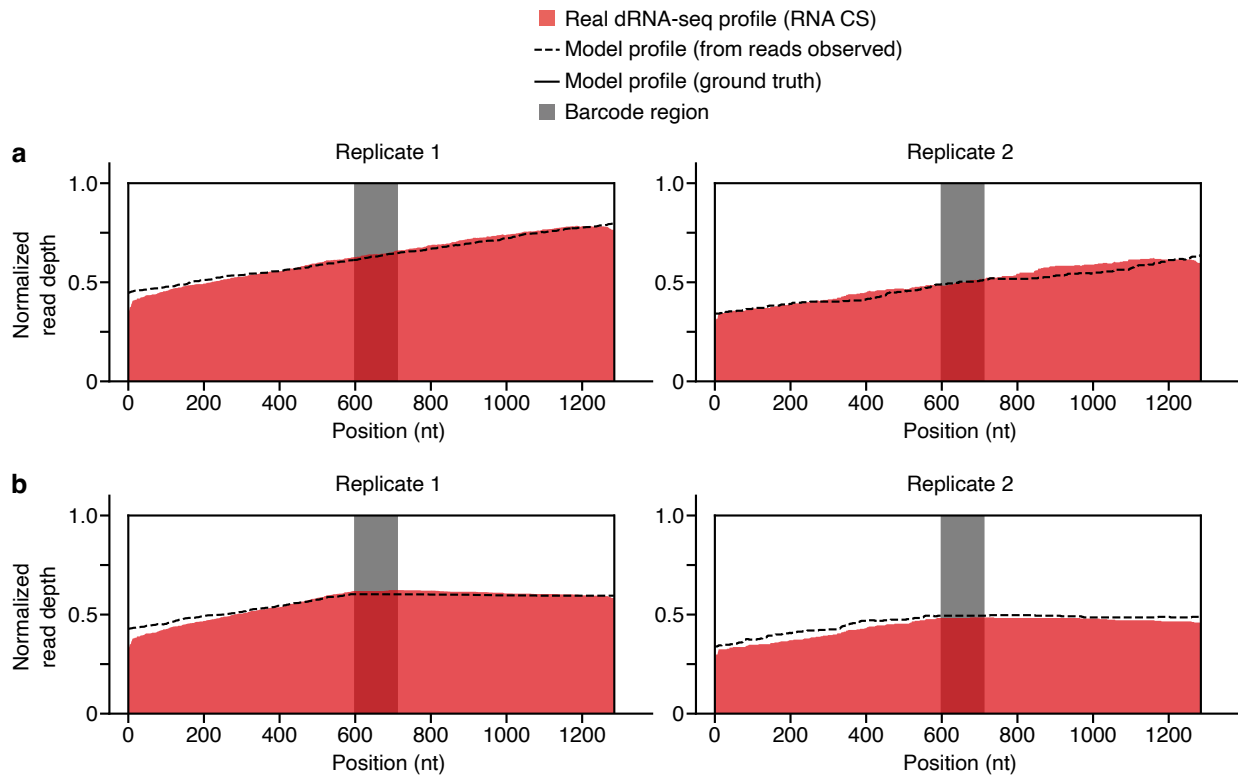 Real dRNA-seq profile (RNA CS)
Model profile (from reads observed)
Model profile (ground truth)
Barcode region
a
Replicate 1
Normalized
read depth
1.0
0.5
0
0 200 400 600 800 1000 1200
Position (nt)
Replicate 2
1.0
0.5
0
0 200 400 600 800 1000 1200
Position (nt)
b
Replicate 1
Normalized
read depth
1.0
0.5
0
0 200 400 600 800 1000 1200
Position (nt)
Replicate 2
1.0
0.5
0
0 200 400 600 800 1000 1200
Position (nt)